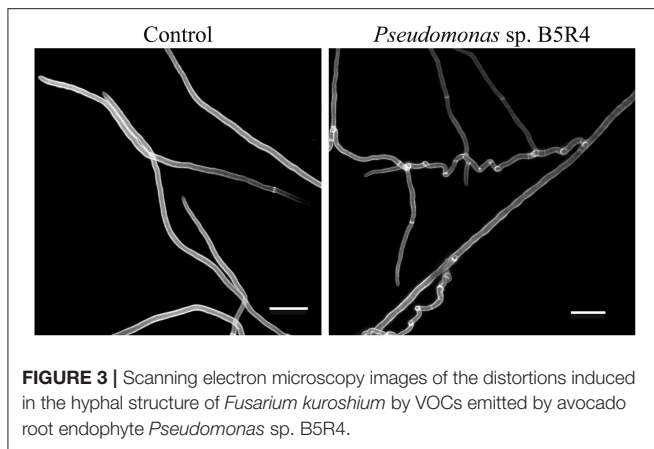 Control
Pseudomonas sp. B5R4
FIGURE 3 | Scanning electron microscopy images of the distortions induced
in the hyphal structure of Fusarium kuroshium by VOCs emitted by avocado
root endophyte Pseudomonas sp. B5R4.